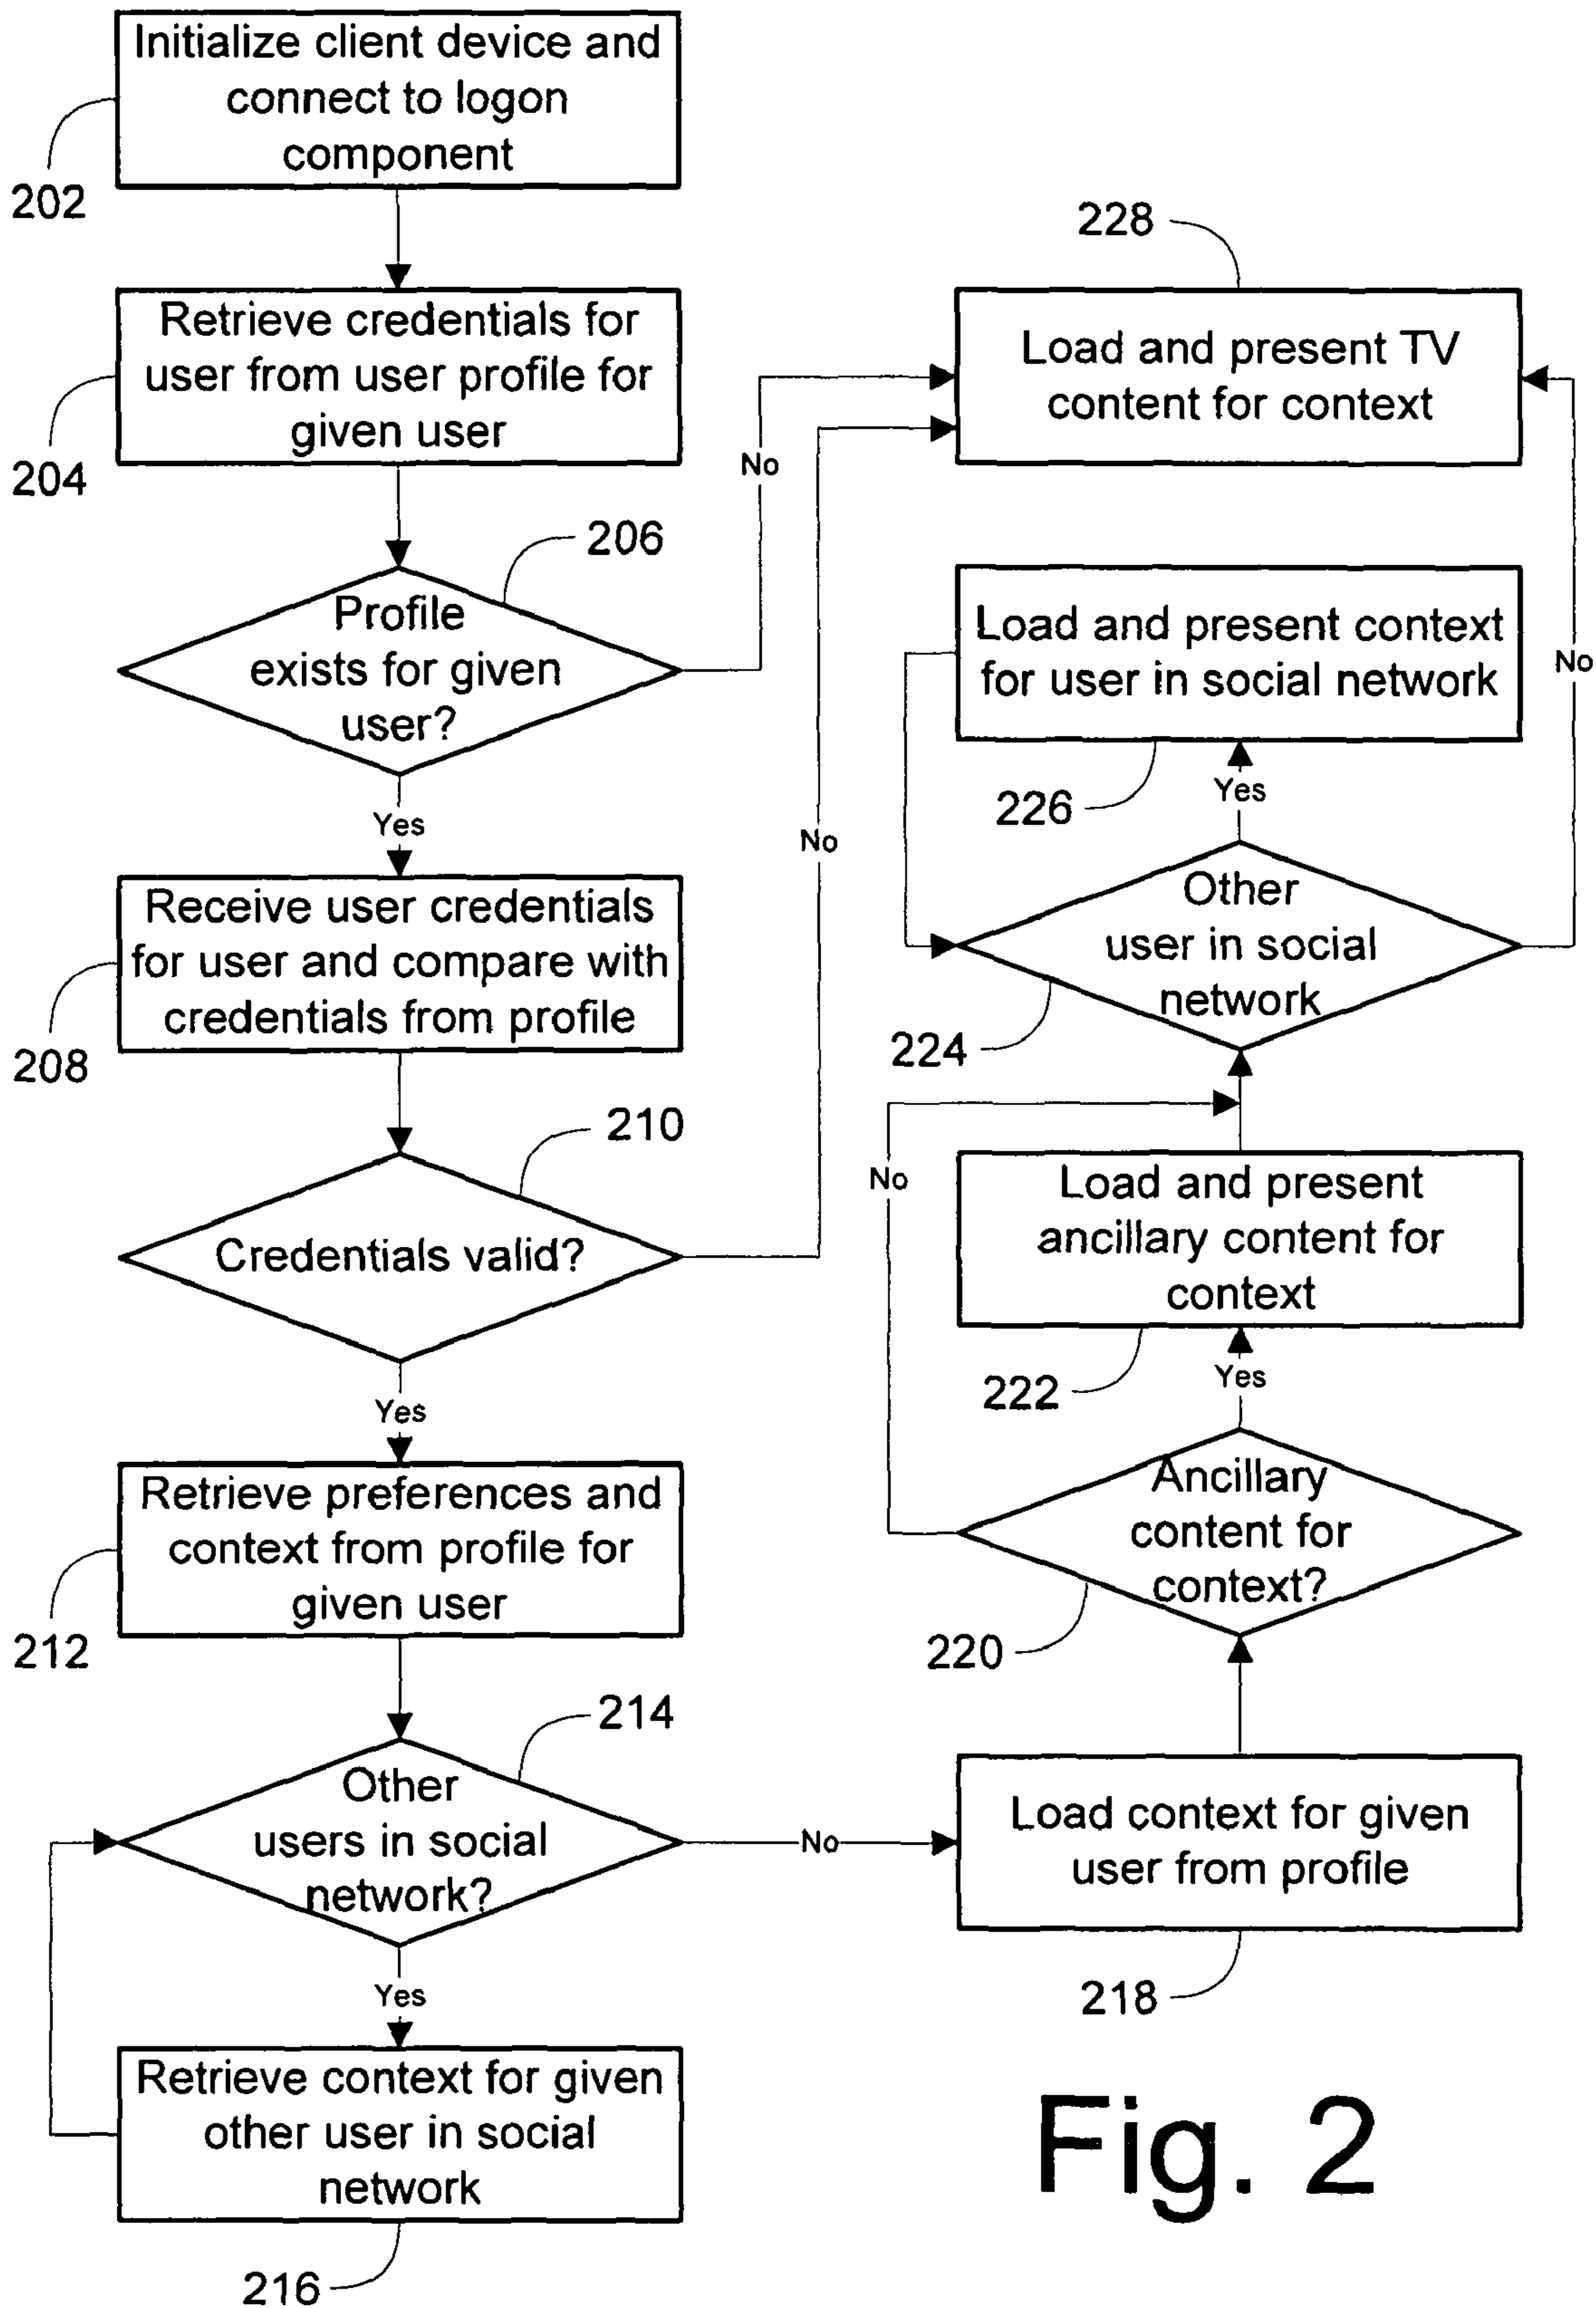 Initialize client device and
connect to logon
component
202
Retrieve credentials for
user from user profile for
given user
204
206
Profile
exists for given
user?
No
Yes
Receive user credentials
for user and compare with
credentials from profile
208
210
Credentials valid?
No
Yes
Retrieve preferences and
context from profile for
given user
212
214
Other
users in social
network?
No
Yes
Retrieve context for given
other user in social
network
216
228
Load and present TV
content for context
Load and present context
for user in social network
No
226
Yes
Other
user in social
network
224
No
Load and present
ancillary content for
context
222
Yes
Ancillary
content for
context?
220
Load context for given
user from profile
218
Fig. 2